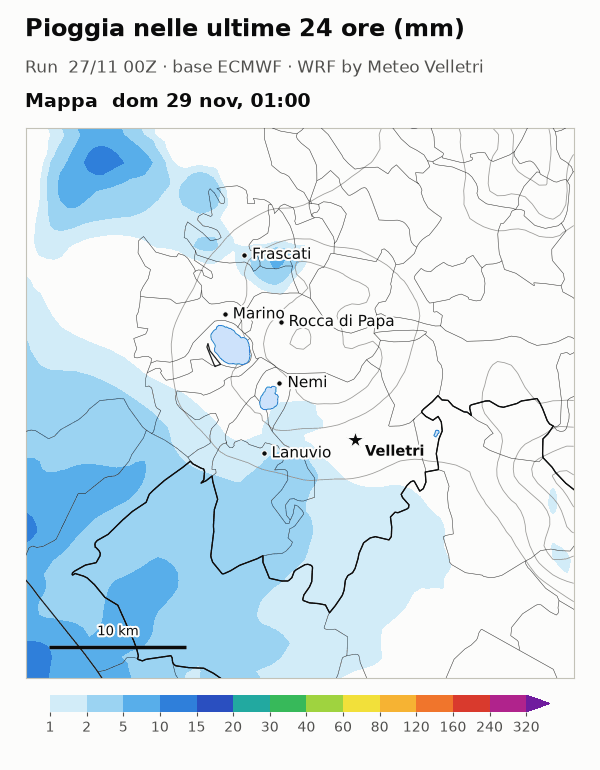 Pioggia nelle ultime 24 ore (mm)
Run 27/11 00Z · base ECMWF · WRF by Meteo Velletri
Mappa dom 29 nov, 01:00
Frascati
Marino
Rocca di Papa
Nemi
Velletri
Lanuvio
10 km
1 2 5 10 15 20 30 40 60 80 120 160 240 320